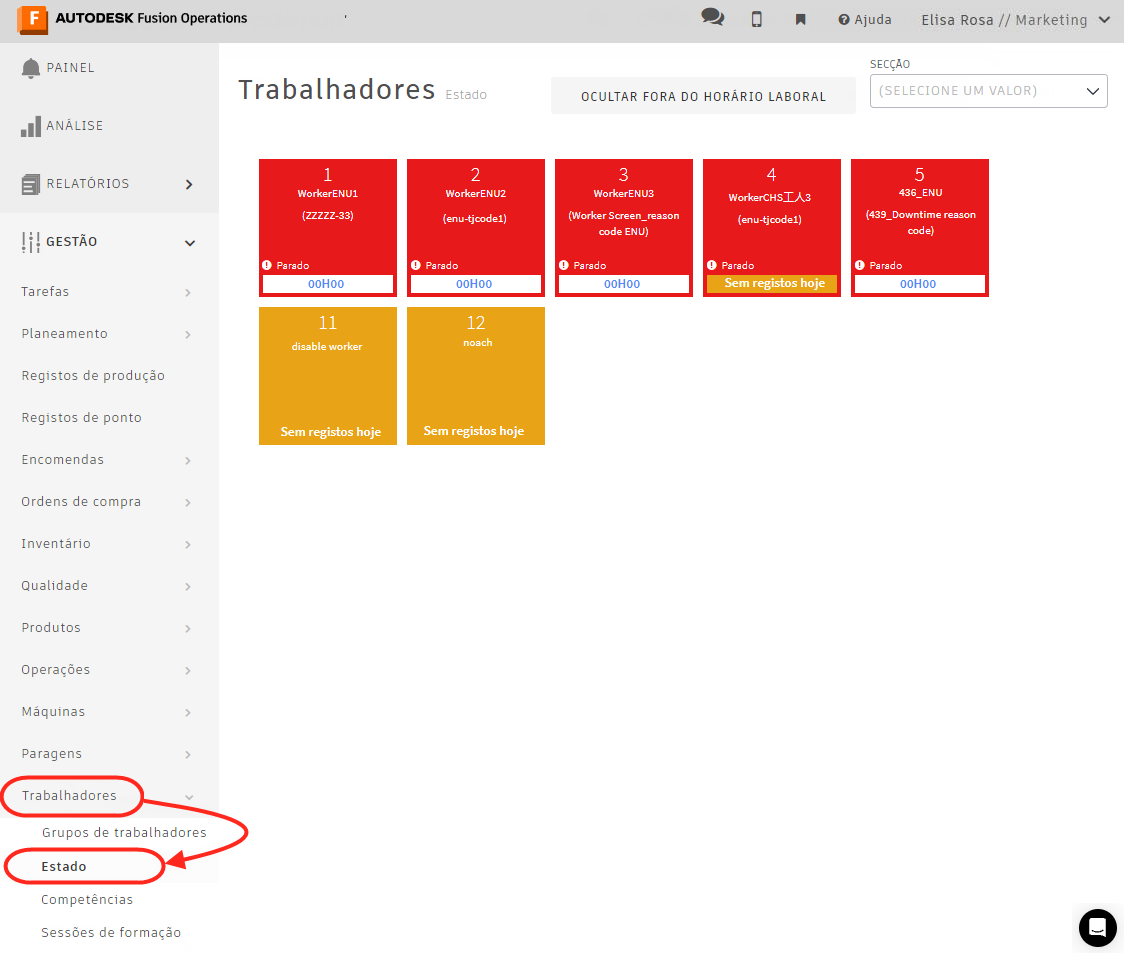 F AUTODESK Fusion Operations
Ajuda
Elisa Rosa // Marketing
PAINEL
ANÁLISE
RELATÓRIOS
GESTÃO
Tarefas
Planeamento
Registos de produção
Registos de ponto
Encomendas
Ordens de compra
Inventário
Qualidade
Produtos
Operações
Máquinas
Paragens
Trabalhadores
Grupos de trabalhadores
Estado
Competências
Sessões de formação
Trabalhadores Estado
OCULTAR FORA DO HORÁRIO LABORAL
SECÇÃO
(SELECIONE UM VALOR)
1
WorkerENU1
(ZZZZZ-33)
Parado
00H00
2
WorkerENU2
(enu-tjcode1)
Parado
00H00
3
WorkerENU3
(Worker Screen_reason
code ENU)
Parado
00H00
4
WorkerCHS工人3
(enu-tjcode1)
Parado
Sem registos hoje
5
436_ENU
(439_Downtime reason
code)
Parado
00H00
11
disable worker
Sem registos hoje
12
noach
Sem registos hoje